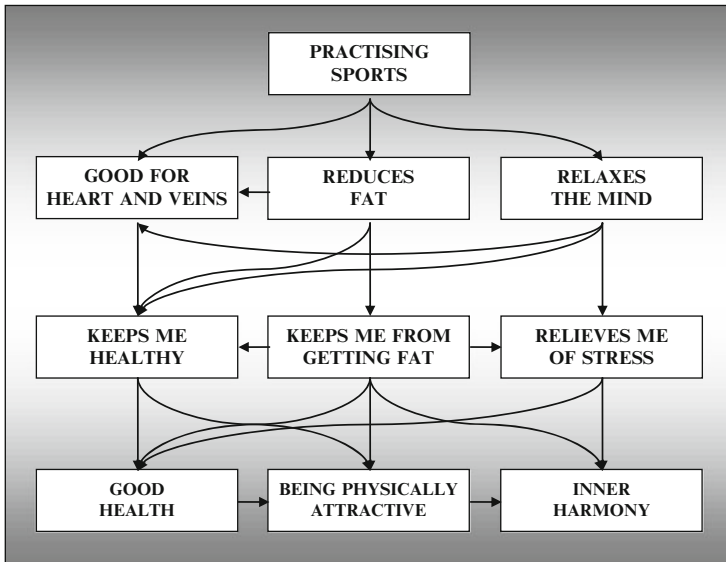 PRACTISING
SPORTS
GOOD FOR
HEART AND VEINS
REDUCES
FAT
RELAXES
THE MIND
KEEPS ME
HEALTHY
KEEPS ME FROM
GETTING FAT
RELIEVES ME
OF STRESS
GOOD
HEALTH
BEING PHYSICALLY
ATTRACTIVE
INNER
HARMONY